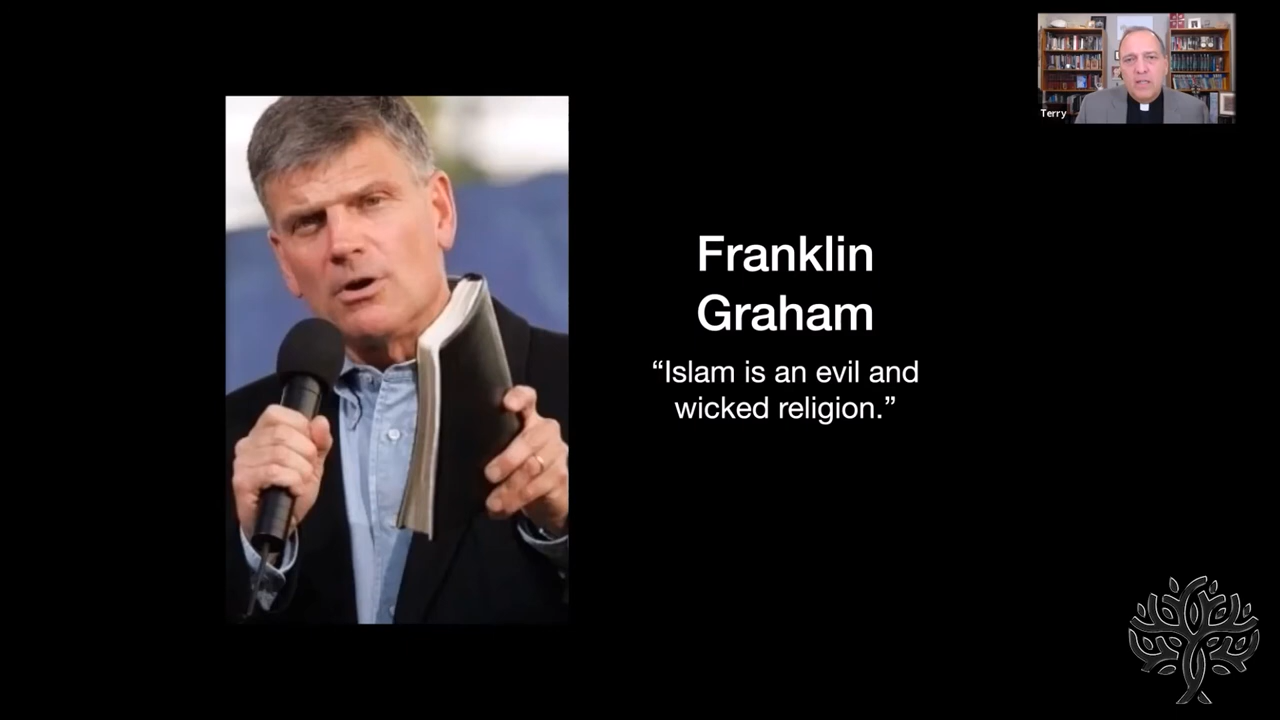 Terry
Franklin
Graham
“Islam is an evil and
wicked religion.”